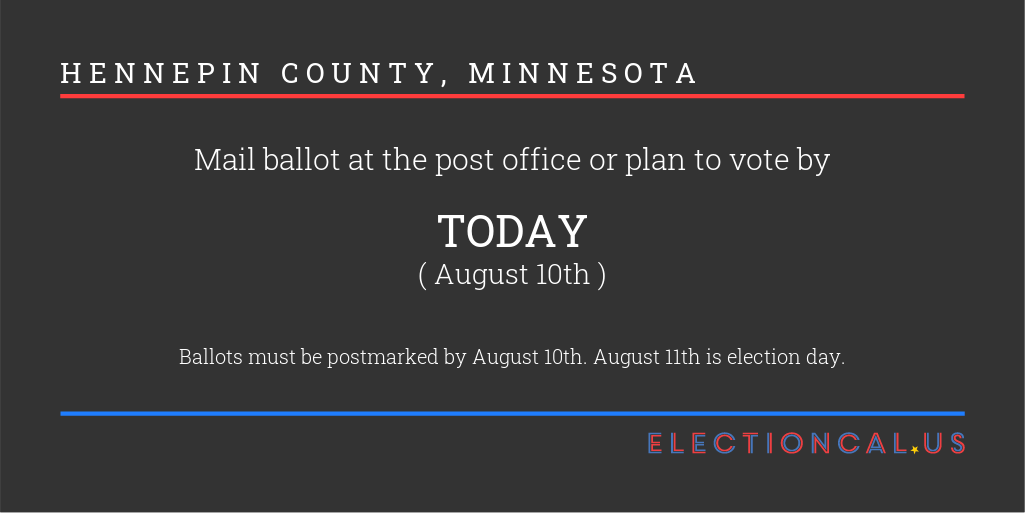 HENNEPIN COUNTY, MINNESOTA
Mail ballot at the post office or plan to vote by
TODAY
( August 10th )
Ballots must be postmarked by August 10th. August 11th is election day.
ELECTIONCAL.US